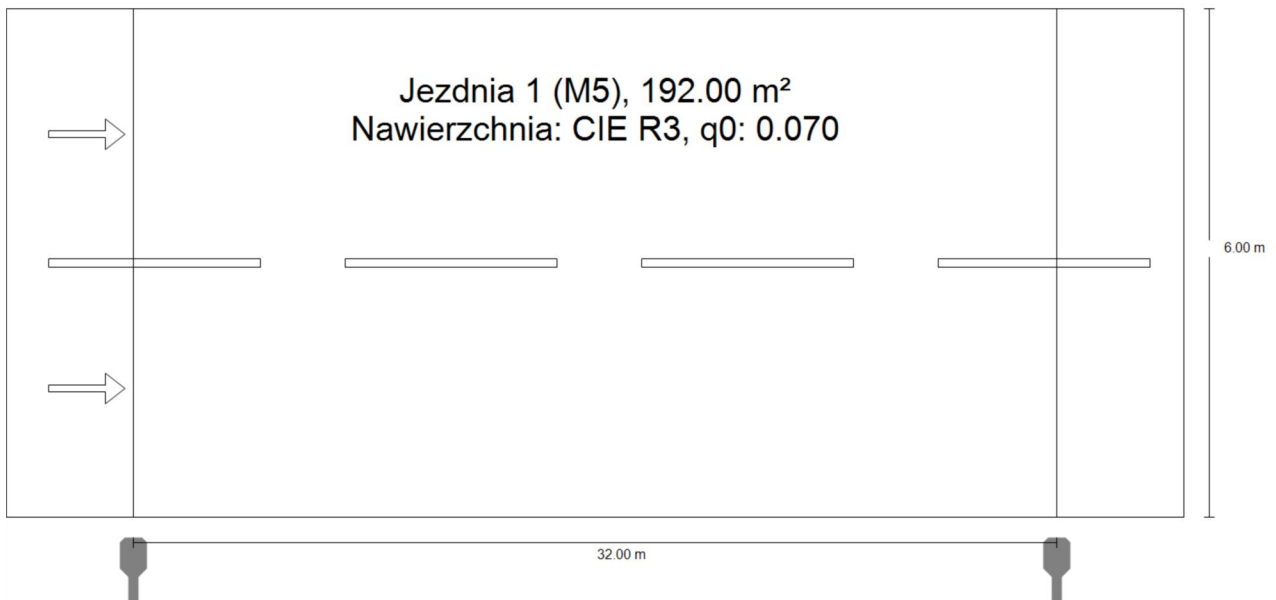 Jezdnia 1 (M5), 192.00 m²
Nawierzchnia: CIE R3, q0: 0.070
6.00 m
32.00 m